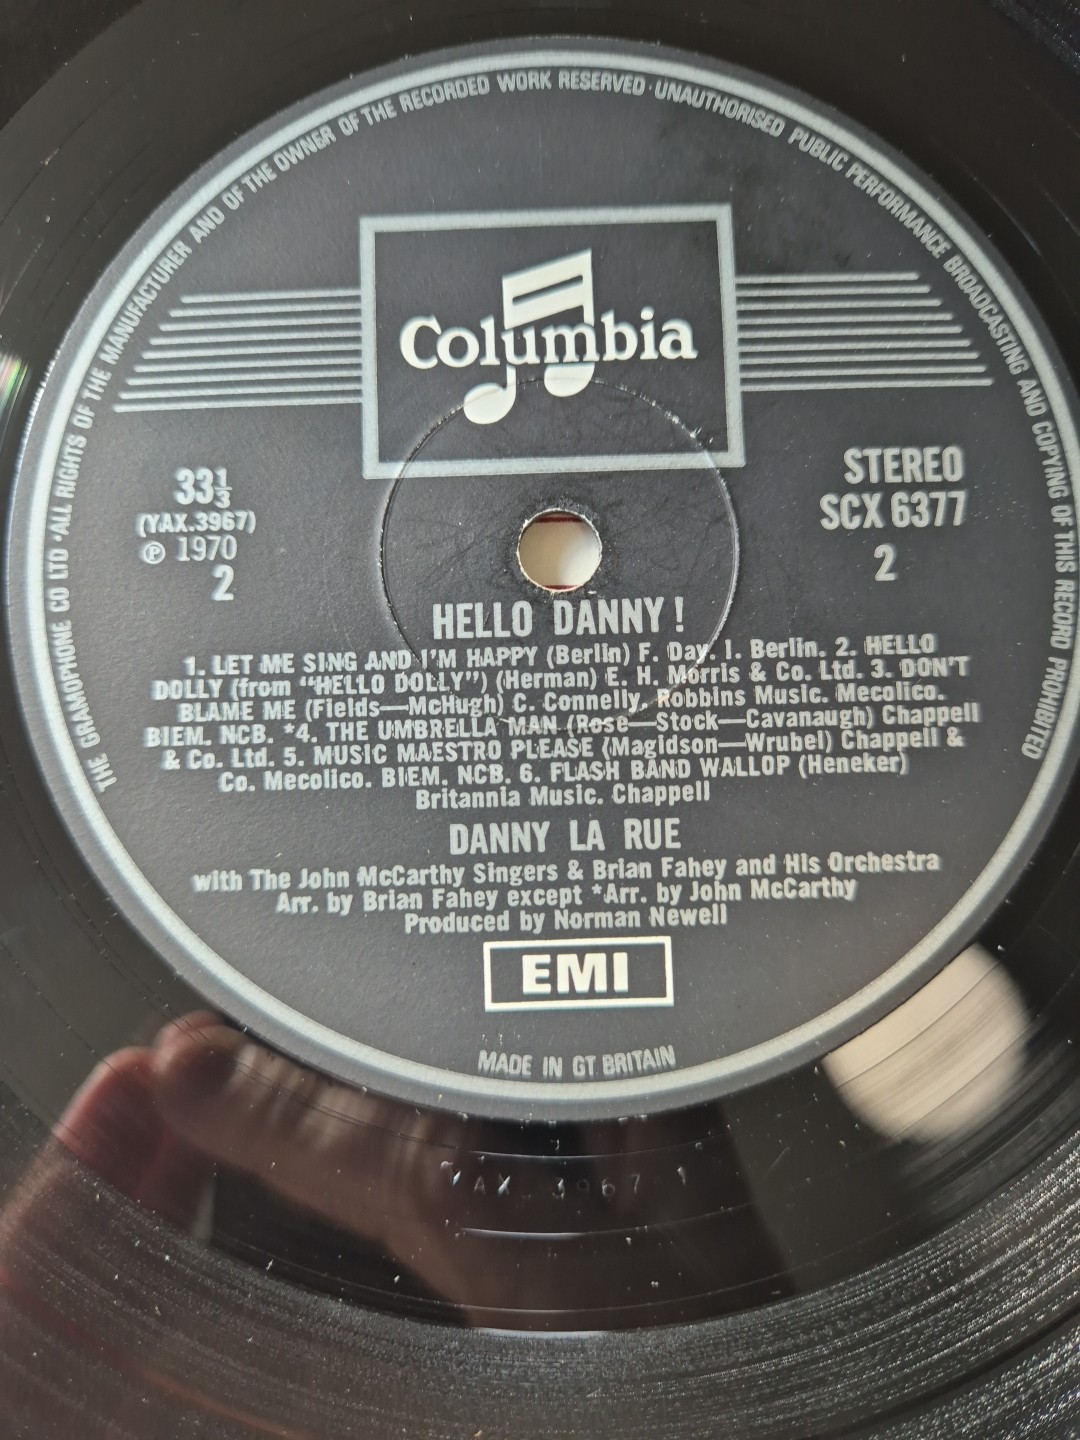 THE GRAMOPHONE CO LTD · ALL RIGHTS OF THE MANUFACTURER AND OF THE OWNER OF THE RECORDED WORK RESERVED · UNAUTHORISED PUBLIC PERFORMANCE BROADCASTING AND COPYING OF THIS RECORD PROHIBITED
Columbia
33⅓
(YAX.3967)
℗ 1970
2
STEREO
SCX 6377
2
HELLO DANNY!
1. LET ME SING AND I'M HAPPY (Berlin) F. Day. I. Berlin. 2. HELLO
DOLLY (from "HELLO DOLLY") (Herman) E. H. Morris & Co. Ltd. 3. DON'T
BLAME ME (Fields—McHugh) C. Connelly, Robbins Music. Mecolico.
BIEM. NCB. *4. THE UMBRELLA MAN (Rose—Stock—Cavanaugh) Chappell
& Co. Ltd. 5. MUSIC MAESTRO PLEASE (Magidson—Wrubel) Chappell &
Co. Mecolico. BIEM. NCB. 6. FLASH BAND WALLOP (Heneker)
Britannia Music. Chappell
DANNY LA RUE
with The John McCarthy Singers & Brian Fahey and His Orchestra
Arr. by Brian Fahey except *Arr. by John McCarthy
Produced by Norman Newell
EMI
MADE IN GT. BRITAIN
YAX 3967 1